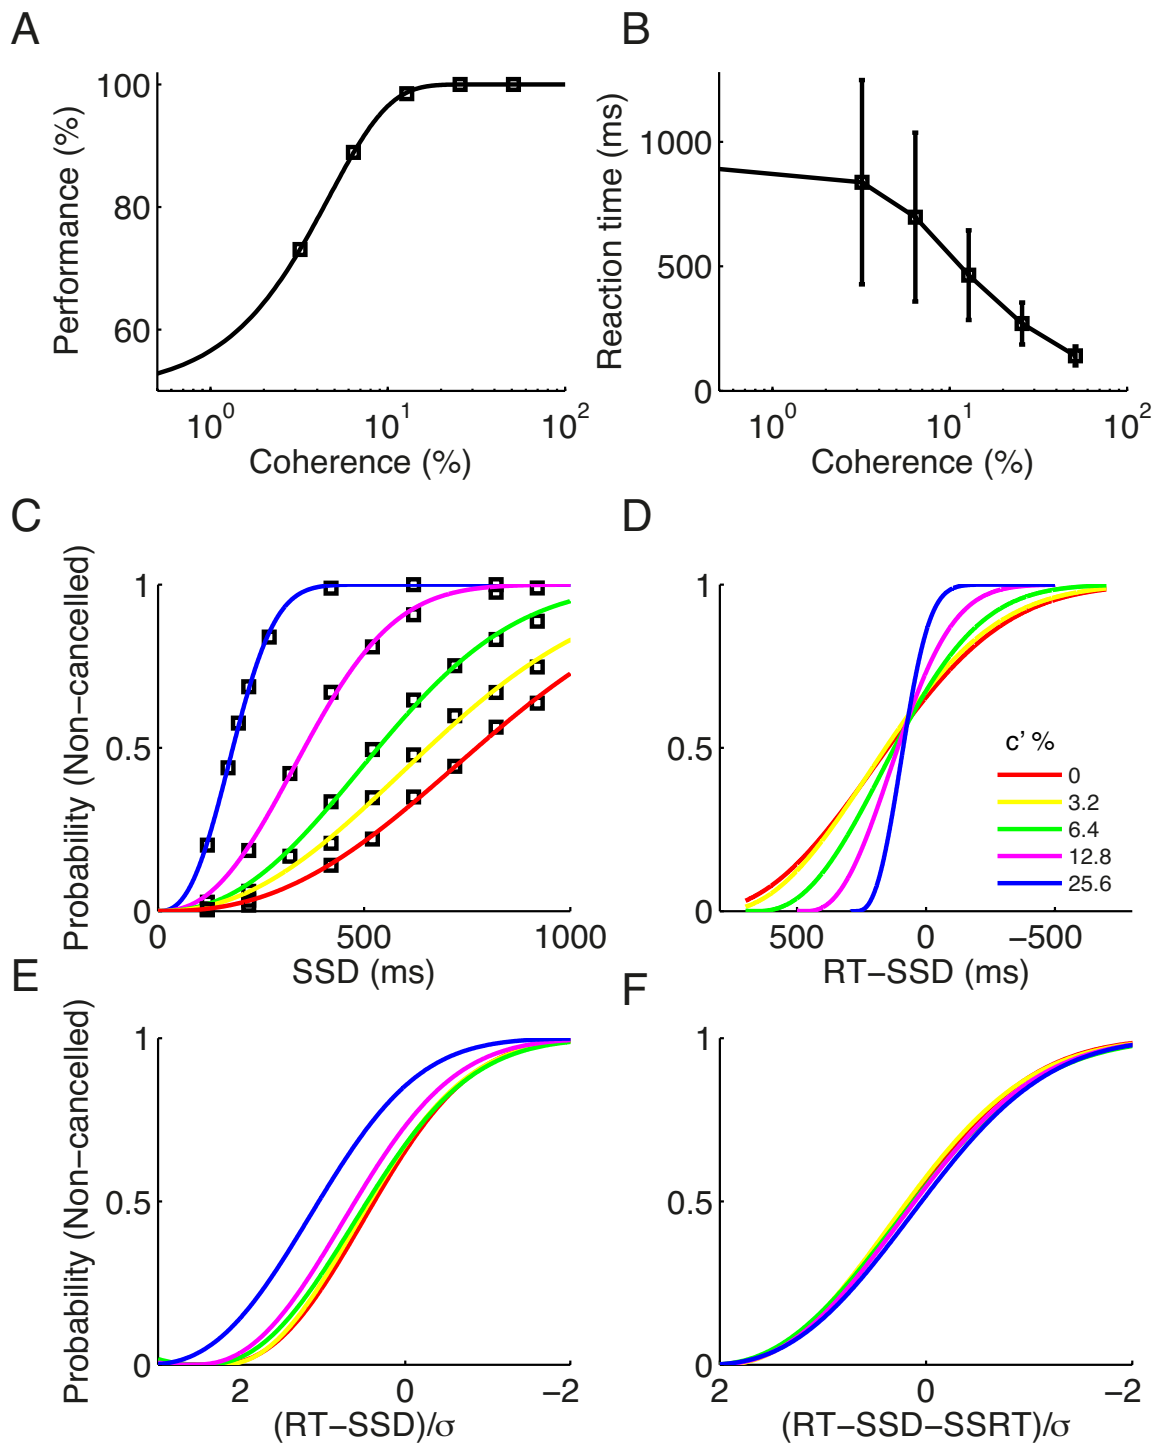 A
Performance (%)
100
80
60
10^0 10^1 10^2
Coherence (%)
B
Reaction time (ms)
1000
500
0
10^0 10^1 10^2
Coherence (%)
C
Probability (Non−cancelled)
1
0.5
0
0 500 1000
SSD (ms)
D
1
0.5
0
500 0 −500
RT−SSD (ms)
c' %
0
3.2
6.4
12.8
25.6
E
Probability (Non−cancelled)
1
0.5
0
2 0 −2
(RT−SSD)/σ
F
1
0.5
0
2 0 −2
(RT−SSD−SSRT)/σ